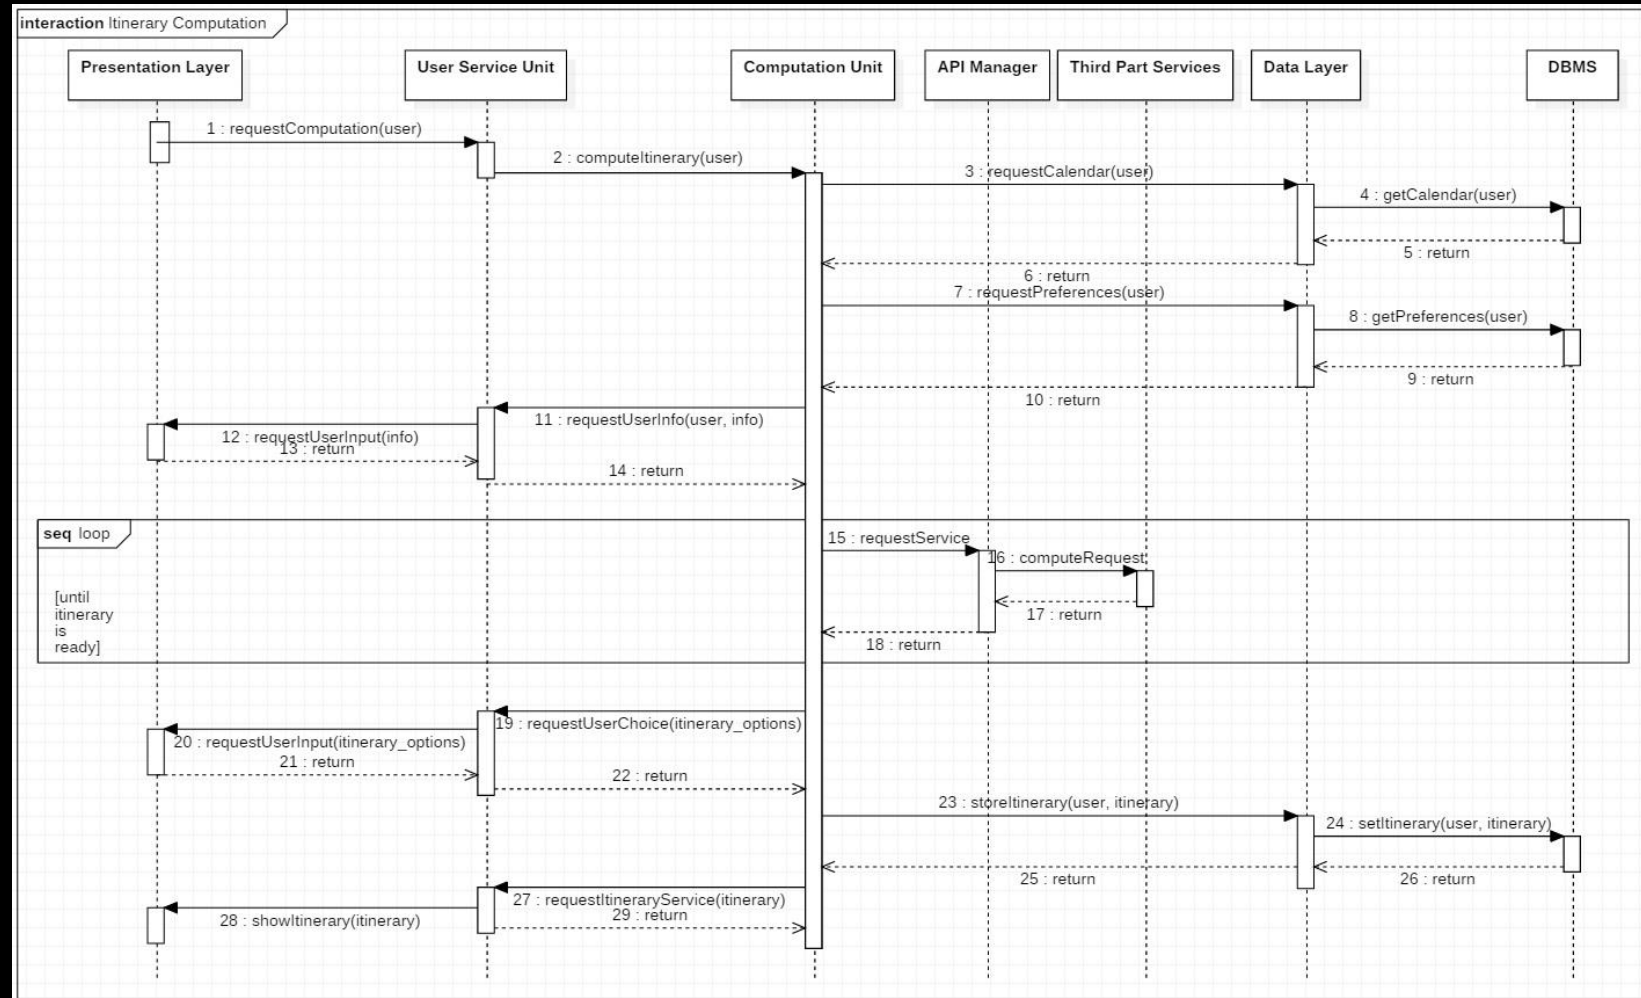 interaction Itinerary Computation
Presentation Layer
User Service Unit
Computation Unit
API Manager
Third Part Services
Data Layer
DBMS
1 : requestComputation(user)
2 : computeItinerary(user)
3 : requestCalendar(user)
4 : getCalendar(user)
5 : return
6 : return
7 : requestPreferences(user)
8 : getPreferences(user)
9 : return
10 : return
11 : requestUserInfo(user, info)
12 : requestUserInput(info)
13 : return
14 : return
seq loop
[until
itinerary
is
ready]
15 : requestService
16 : computeRequest
17 : return
18 : return
19 : requestUserChoice(itinerary_options)
20 : requestUserInput(itinerary_options)
21 : return
22 : return
23 : storeItinerary(user, itinerary)
24 : setItinerary(user, itinerary)
25 : return
26 : return
27 : requestItineraryService(itinerary)
28 : showItinerary(itinerary)
29 : return